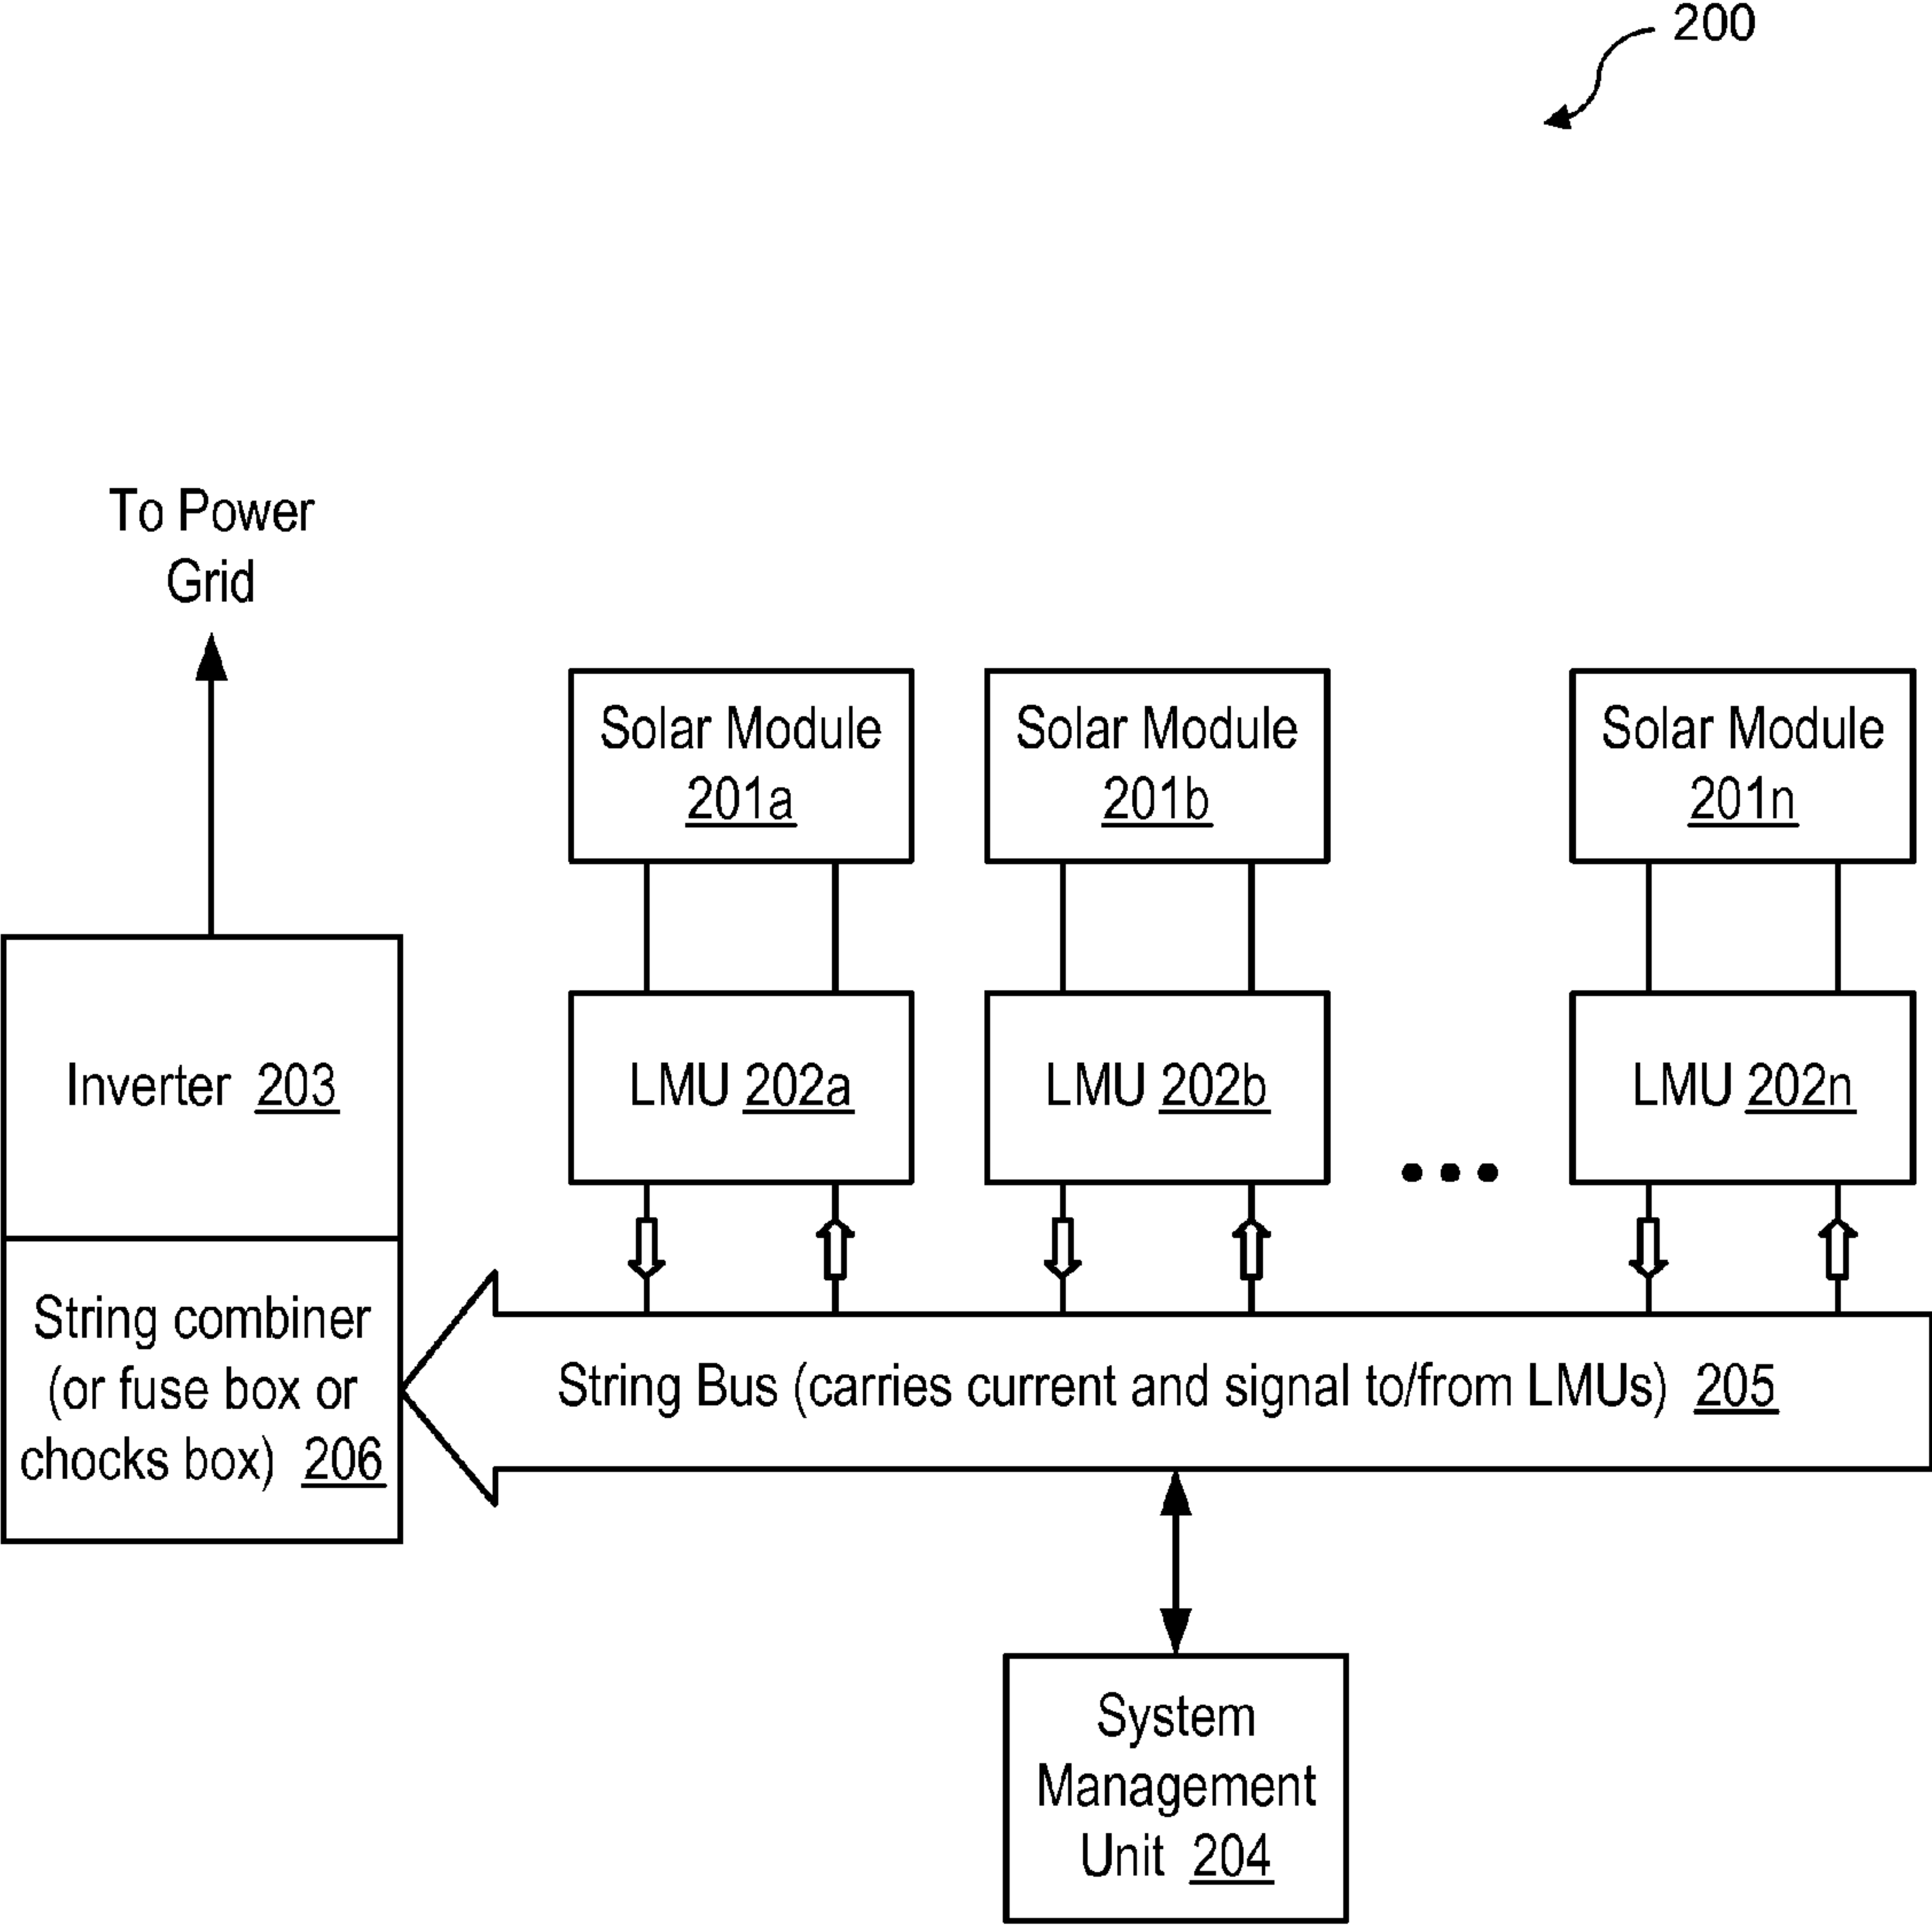 200
To Power
Grid
Solar Module
201a
Solar Module
201b
Solar Module
201n
Inverter 203
LMU 202a
LMU 202b
LMU 202n
String combiner
(or fuse box or
chocks box) 206
String Bus (carries current and signal to/from LMUs) 205
System
Management
Unit 204